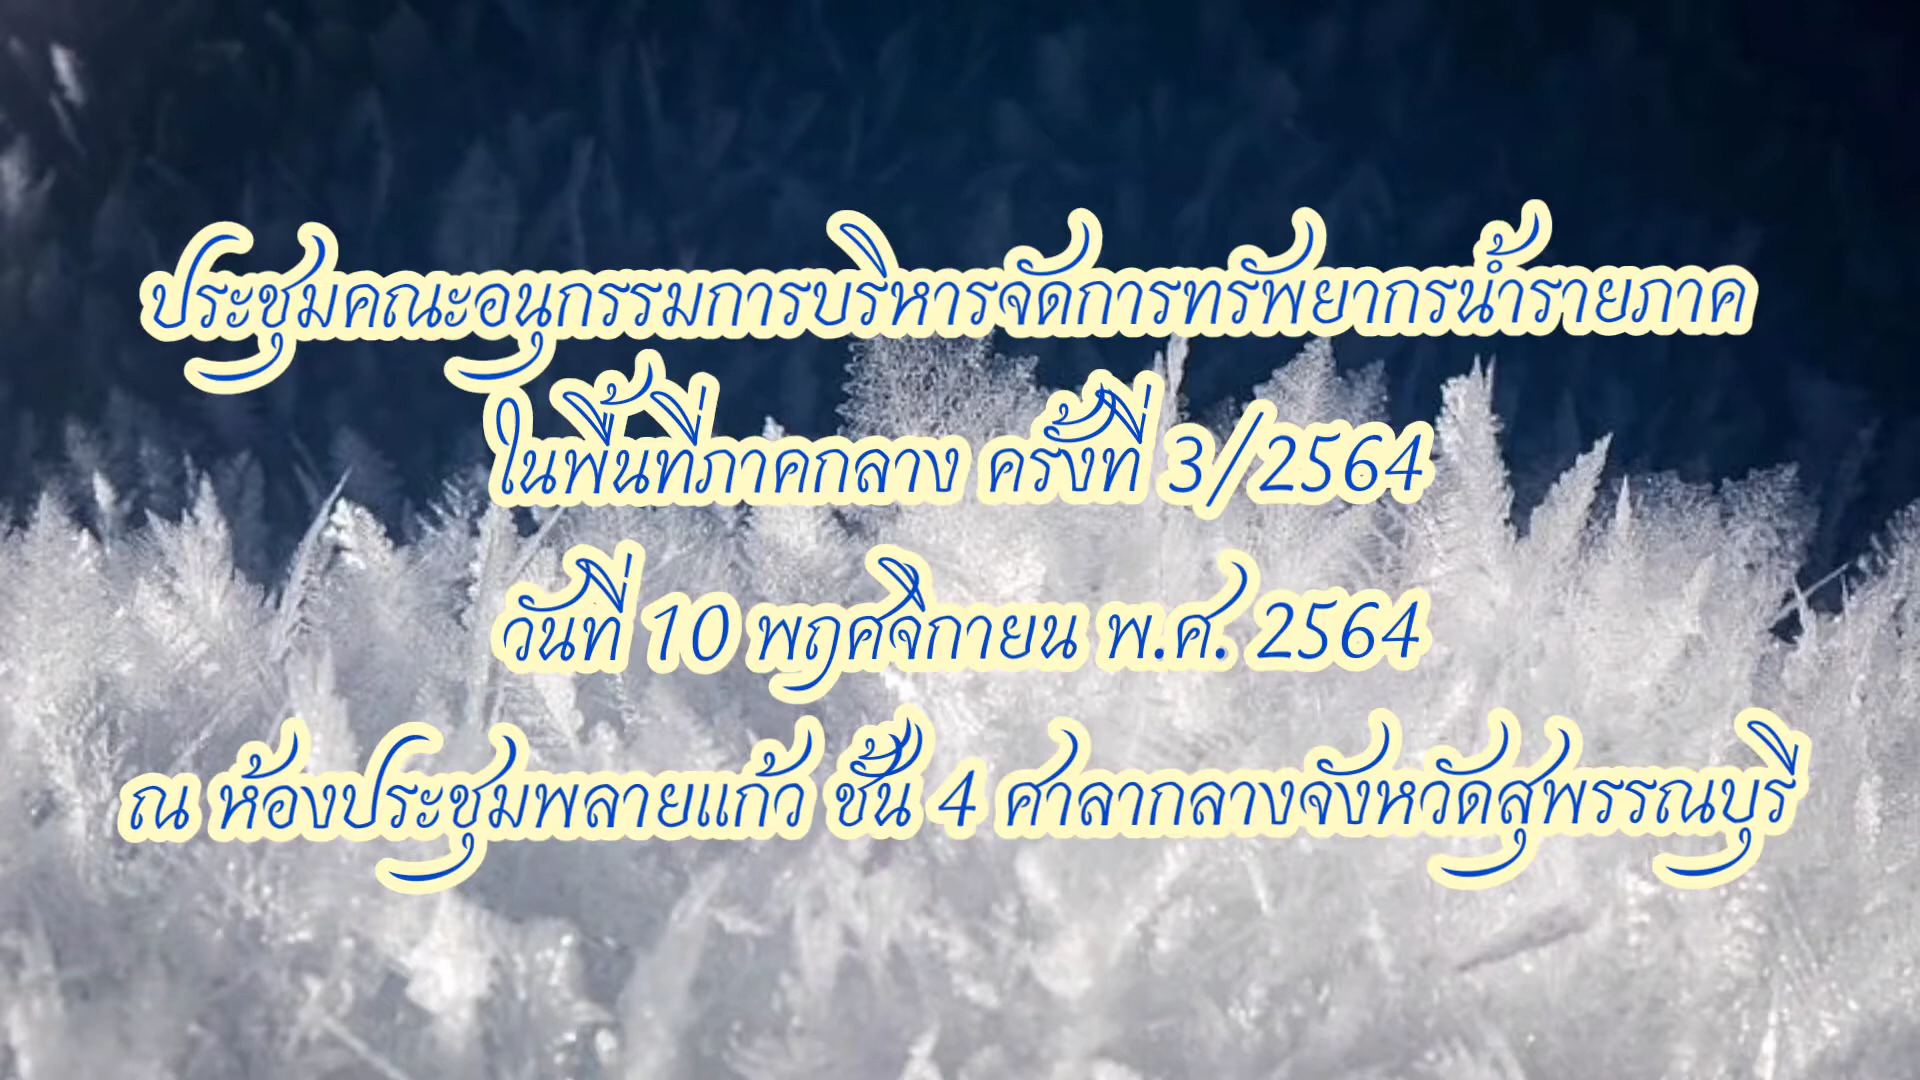 ประชุมคณะอนุกรรมการบริหารจัดการทรัพยากรน้ำรายภาค
ในพื้นที่ภาคกลาง ครั้งที่ 3/2564
วันที่ 10 พฤศจิกายน พ.ศ. 2564
ณ ห้องประชุมพลายแก้ว ชั้น 4 ศาลากลางจังหวัดสุพรรณบุรี